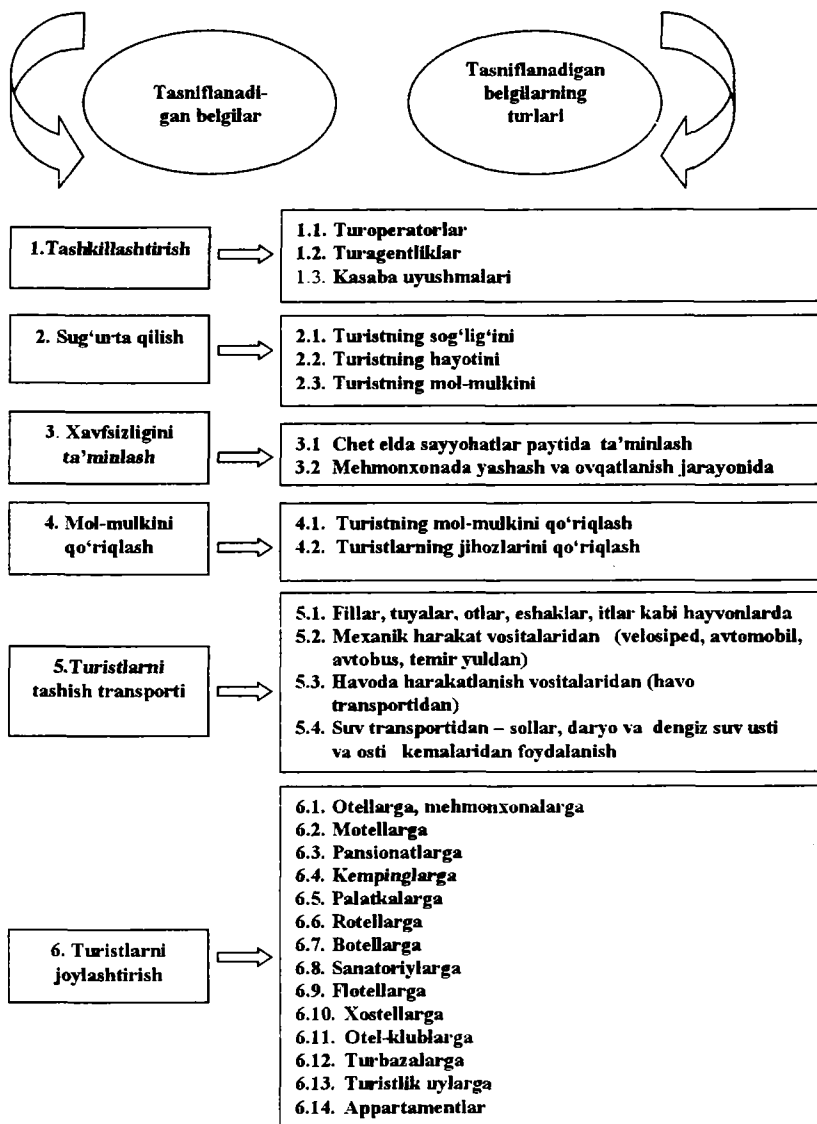 Tasniflanadi-
gan belgilar
Tasniflanadigan
belgilarning
turlari
1.Tashkillashtirish
1.1. Turoperatorlar
1.2. Turagentliklar
1.3. Kasaba uyushmalari
2. Sug‘urta qilish
2.1. Turistning sog‘lig‘ini
2.2. Turistning hayotini
2.3. Turistning mol-mulkini
3. Xavfsizligini
ta’minlash
3.1 Chet elda sayyohatlar paytida ta’minlash
3.2 Mehmonxonada yashash va ovqatlanish jarayonida
4. Mol-mulkini
qo‘riqlash
4.1. Turistning mol-mulkini qo‘riqlash
4.2. Turistlarning jihozlarini qo‘riqlash
5.Turistlarni
tashish transporti
5.1. Fillar, tuyalar, otlar, eshaklar, itlar kabi hayvonlarda
5.2. Mexanik harakat vositalaridan (velosiped, avtomobil,
avtobus, temir yuldan)
5.3. Havoda harakatlanish vositalaridan (havo
transportidan)
5.4. Suv transportidan – sollar, daryo va dengiz suv usti
va osti kemalaridan foydalanish
6. Turistlarni
joylashtirish
6.1. Otellarga, mehmonxonalarga
6.2. Motellarga
6.3. Pansionatlarga
6.4. Kempinglarga
6.5. Palatkalarga
6.6. Rotellarga
6.7. Botellarga
6.8. Sanatoriylarga
6.9. Flotellarga
6.10. Xostellarga
6.11. Otel-klublarga
6.12. Turbazalarga
6.13. Turistlik uylarga
6.14. Appartamentlar